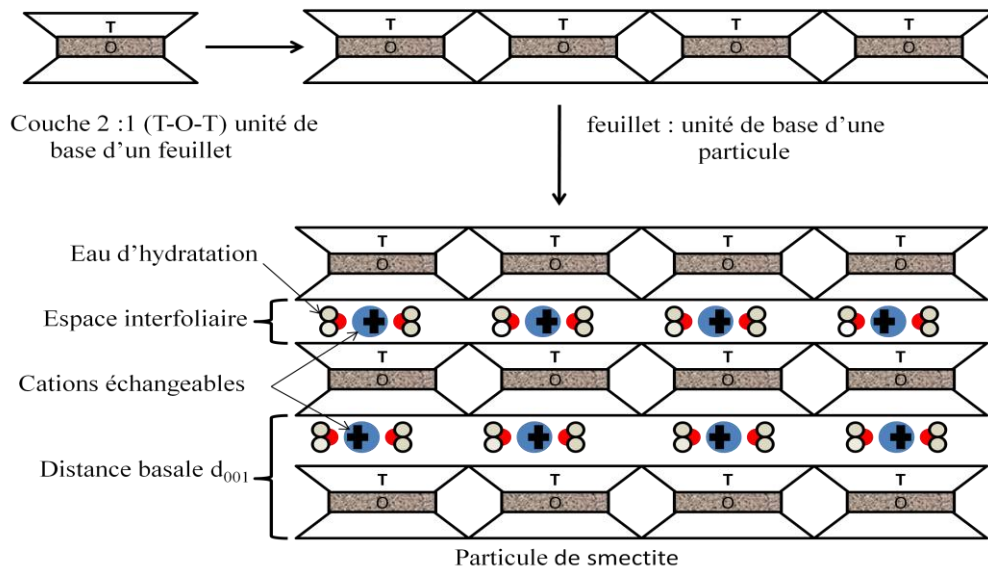 T
O
T T T T
O O O O
Couche 2 :1 (T-O-T) unité de
base d’un feuillet
feuillet : unité de base d’une
particule
T T T T
O O O O
Eau d’hydratation
Espace interfoliaire
+ + + +
O O O O
Cations échangeables
+ + + +
Distance basale d₀₀₁
T T T T
O O O O
Particule de smectite